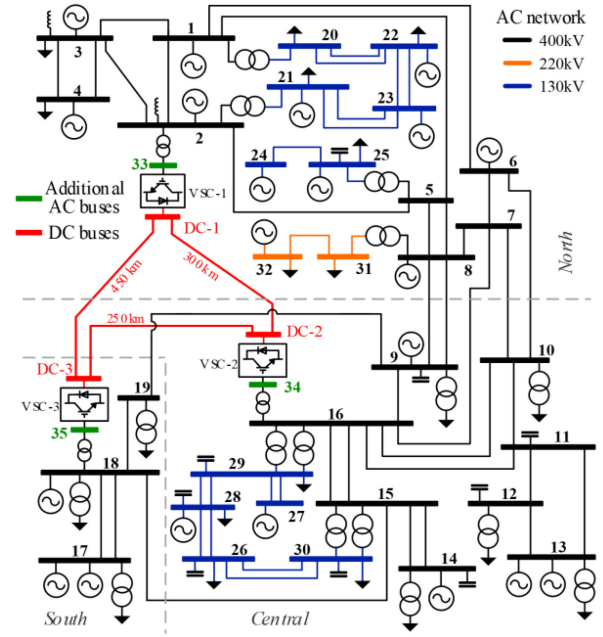 AC network
400kV
220kV
130kV
3
1
20
22
4
21
23
2
33
24
25
6
VSC-1
Additional
AC buses
DC buses
DC-1
5
7
32
31
8
North
450 km
300 km
250 km
DC-2
DC-3
VSC-2
9
10
19
VSC-3
34
35
16
11
18
29
28
27
15
12
17
26
30
14
13
South
Central